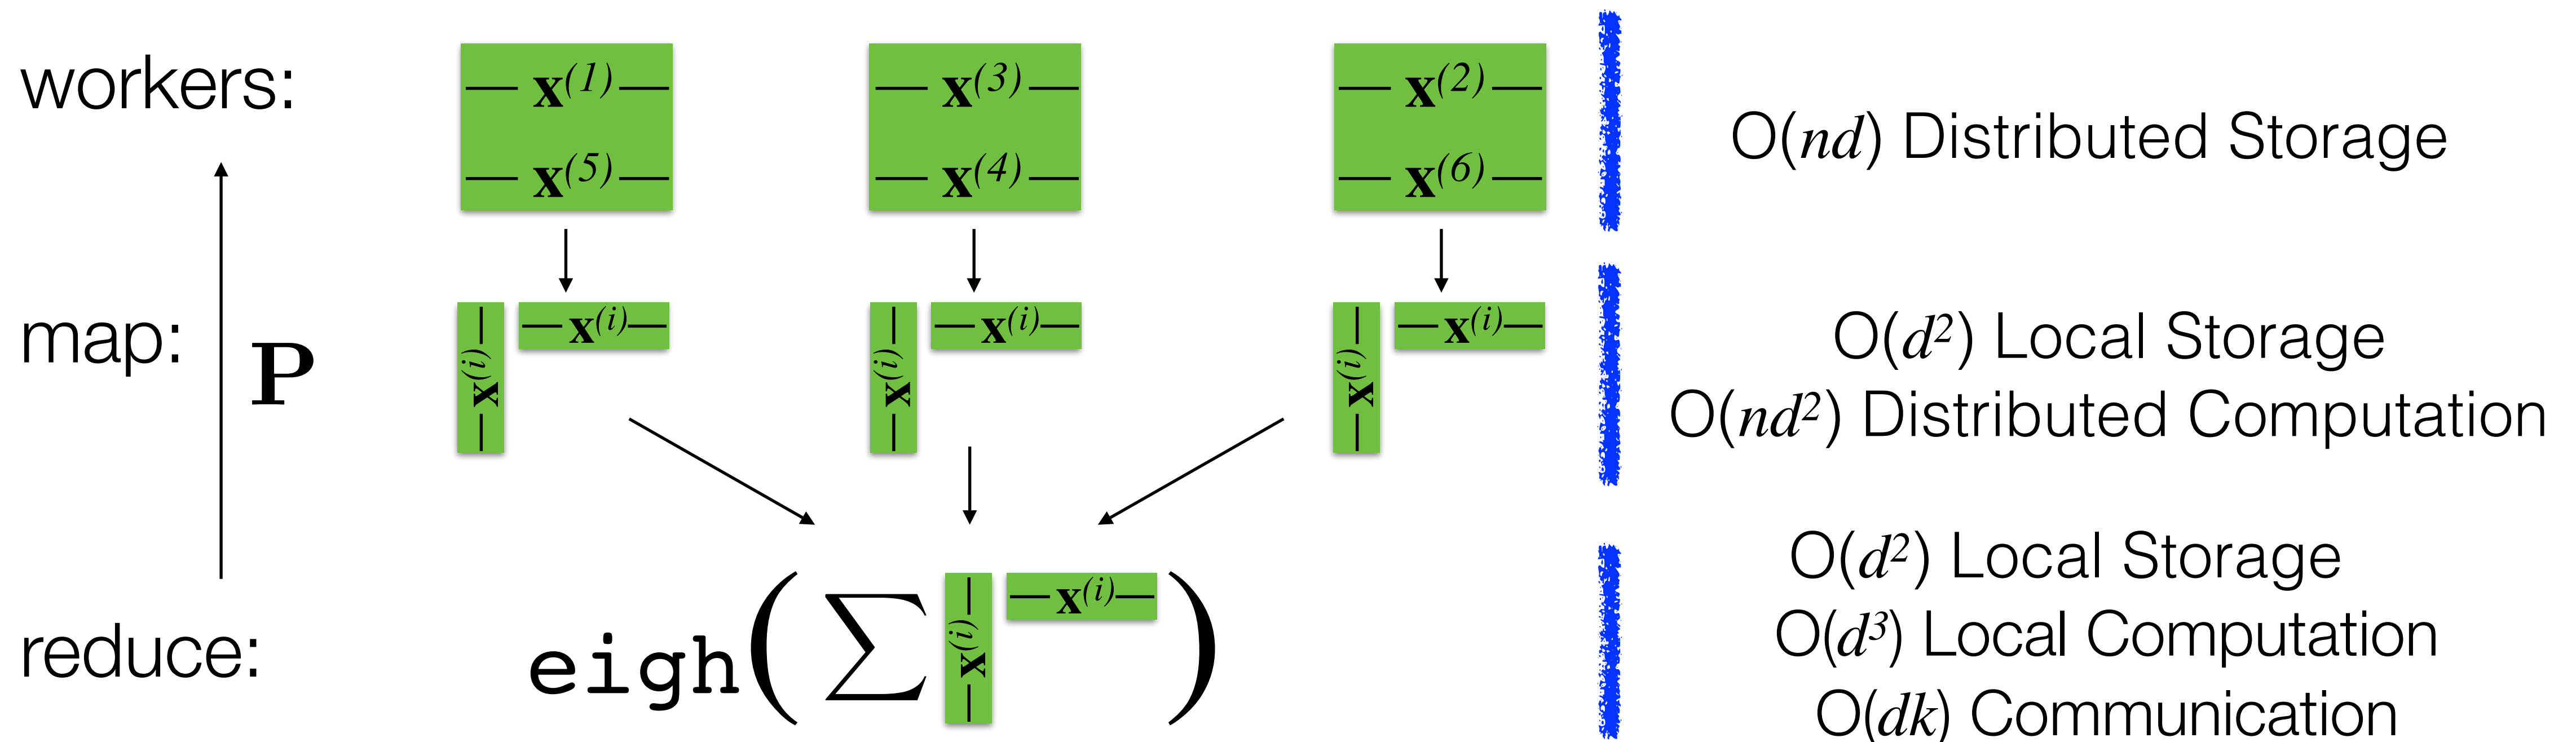 workers:
— x⁽¹⁾ — — x⁽³⁾ — — x⁽²⁾ —
— x⁽⁵⁾ — — x⁽⁴⁾ — — x⁽⁶⁾ —
O(nd) Distributed Storage
map:
P
— x⁽ⁱ⁾ — — x⁽ⁱ⁾ — — x⁽ⁱ⁾ — — x⁽ⁱ⁾ — — x⁽ⁱ⁾ — — x⁽ⁱ⁾ —
O(d²) Local Storage
O(nd²) Distributed Computation
reduce:
eigh( ∑ — x⁽ⁱ⁾ — — x⁽ⁱ⁾ — )
O(d²) Local Storage
O(d³) Local Computation
O(dk) Communication